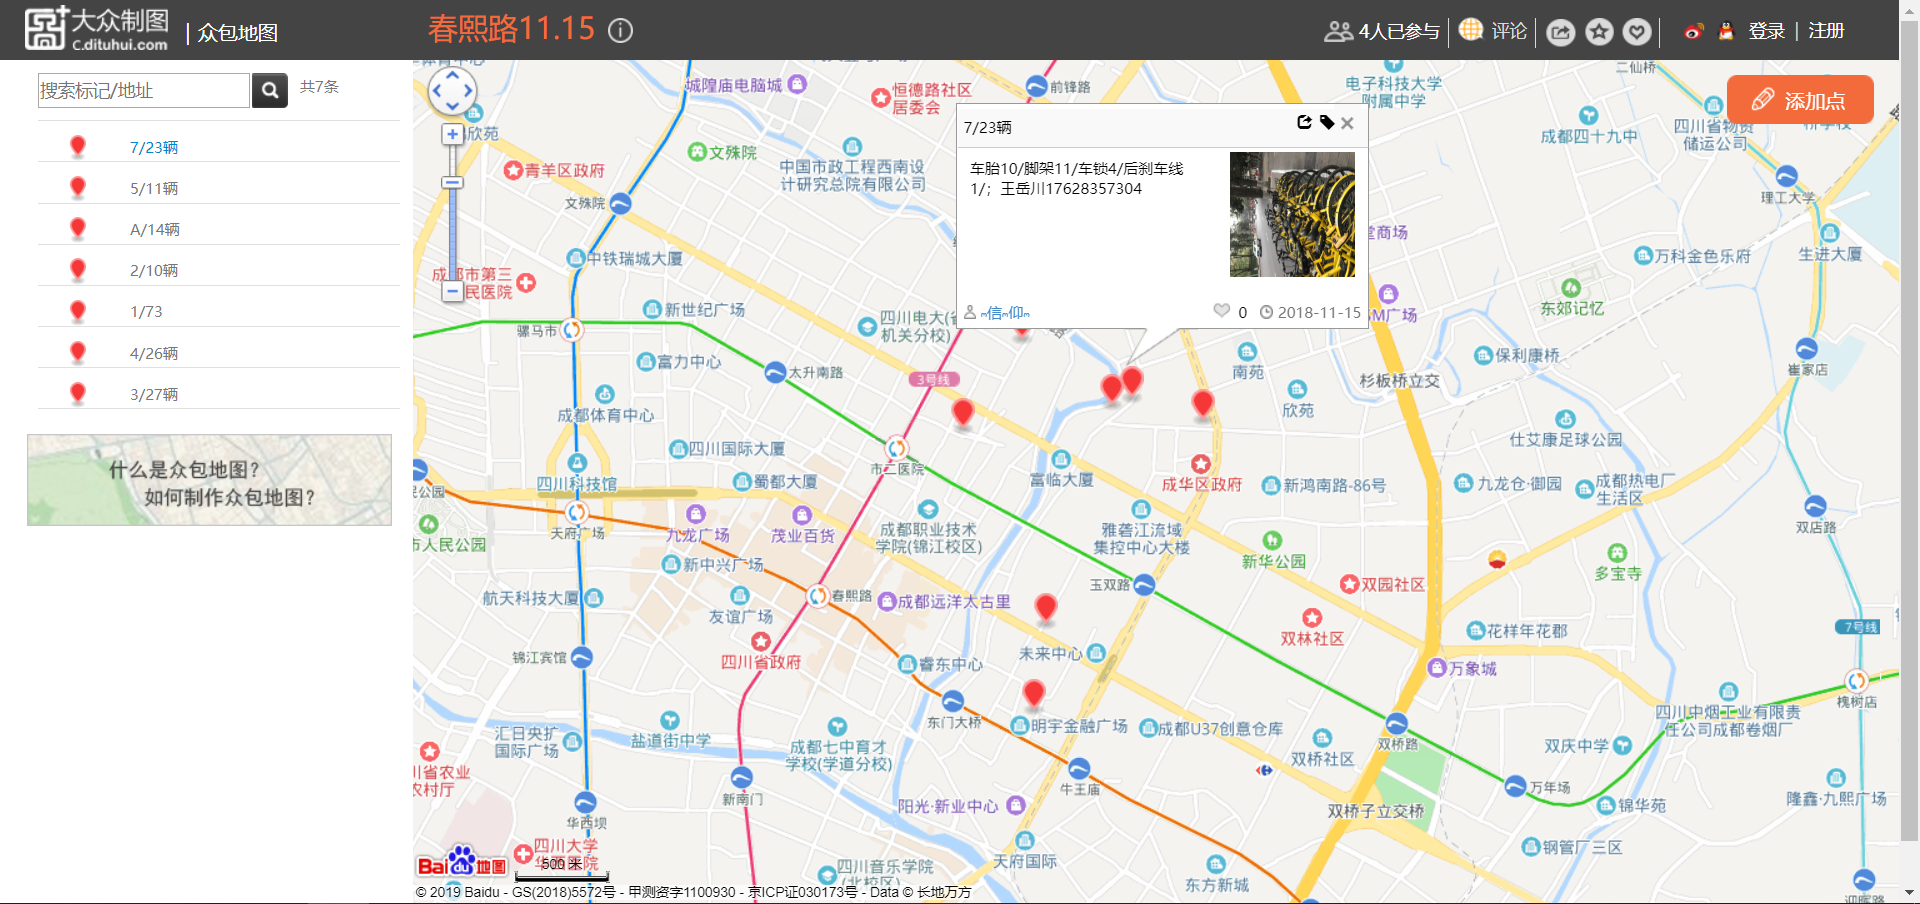 大众制图
C.dituhui.com
众包地图
春熙路11.15
4人已参与
评论
登录 | 注册
搜索标记/地址
共7条
7/23辆
5/11辆
A/14辆
2/10辆
1/73
4/26辆
3/27辆
什么是众包地图?
如何制作众包地图?
添加点
7/23辆
车胎10/脚架11/车锁4/后刹车线
1/；王岳川17628357304
信 仰
0
2018-11-15
城隍庙电脑城
恒德路社区
居委会
前锋路
电子科技大学
附属中学
二仙桥
成都四十九中
四川省物资
储运公司
欣苑
青羊区政府
文殊院
文殊院
中国市政工程西南设
计研究总院有限公司
理工大学
中铁瑞城大厦
成都市第三
民医院
万科金色乐府
生进大厦
东郊记忆
新世纪广场
骡马市
四川电大(省
机关分校)
富力中心
太升南路
3号线
南苑
欣苑
杉板桥立交
保利康桥
崔家店
成都体育中心
四川国际大厦
市二医院
富临大厦
成华区政府
新鸿南路-86号
仕艾康足球公园
九龙仓·御园
成都热电厂
生活区
四川科技馆
蜀都大厦
民公园
市人民公园
天府广场
九龙广场
茂业百货
成都职业技术
学院(锦江校区)
雅砻江流域
集控中心大楼
新华公园
双店路
新中兴广场
玉双路
双园社区
多宝寺
航天科技大厦
友谊广场
春熙路
成都远洋太古里
双林社区
花样年花郡
7号线
锦江宾馆
四川省政府
睿东中心
未来中心
万象城
槐树店
东门大桥
明宇金融广场
成都U37创意仓库
四川中烟工业有限责
任公司成都卷烟厂
汇日央扩
国际广场
盐道街中学
成都七中育才
学校(学道分校)
双桥社区
双桥路
双庆中学
川省农业
农村厅
新南门
牛王庙
万年场
阳光·新业中心
双桥子立交桥
锦华苑
隆鑫·九熙广场
华西坝
四川大学
华西医院
天府国际
钢管厂三区
四川音乐学院
东方新城
迎晖路
Baidu地图
500 米
© 2019 Baidu - GS(2018)5572号 - 甲测资字1100930 - 京ICP证030173号 - Data © 长地万方